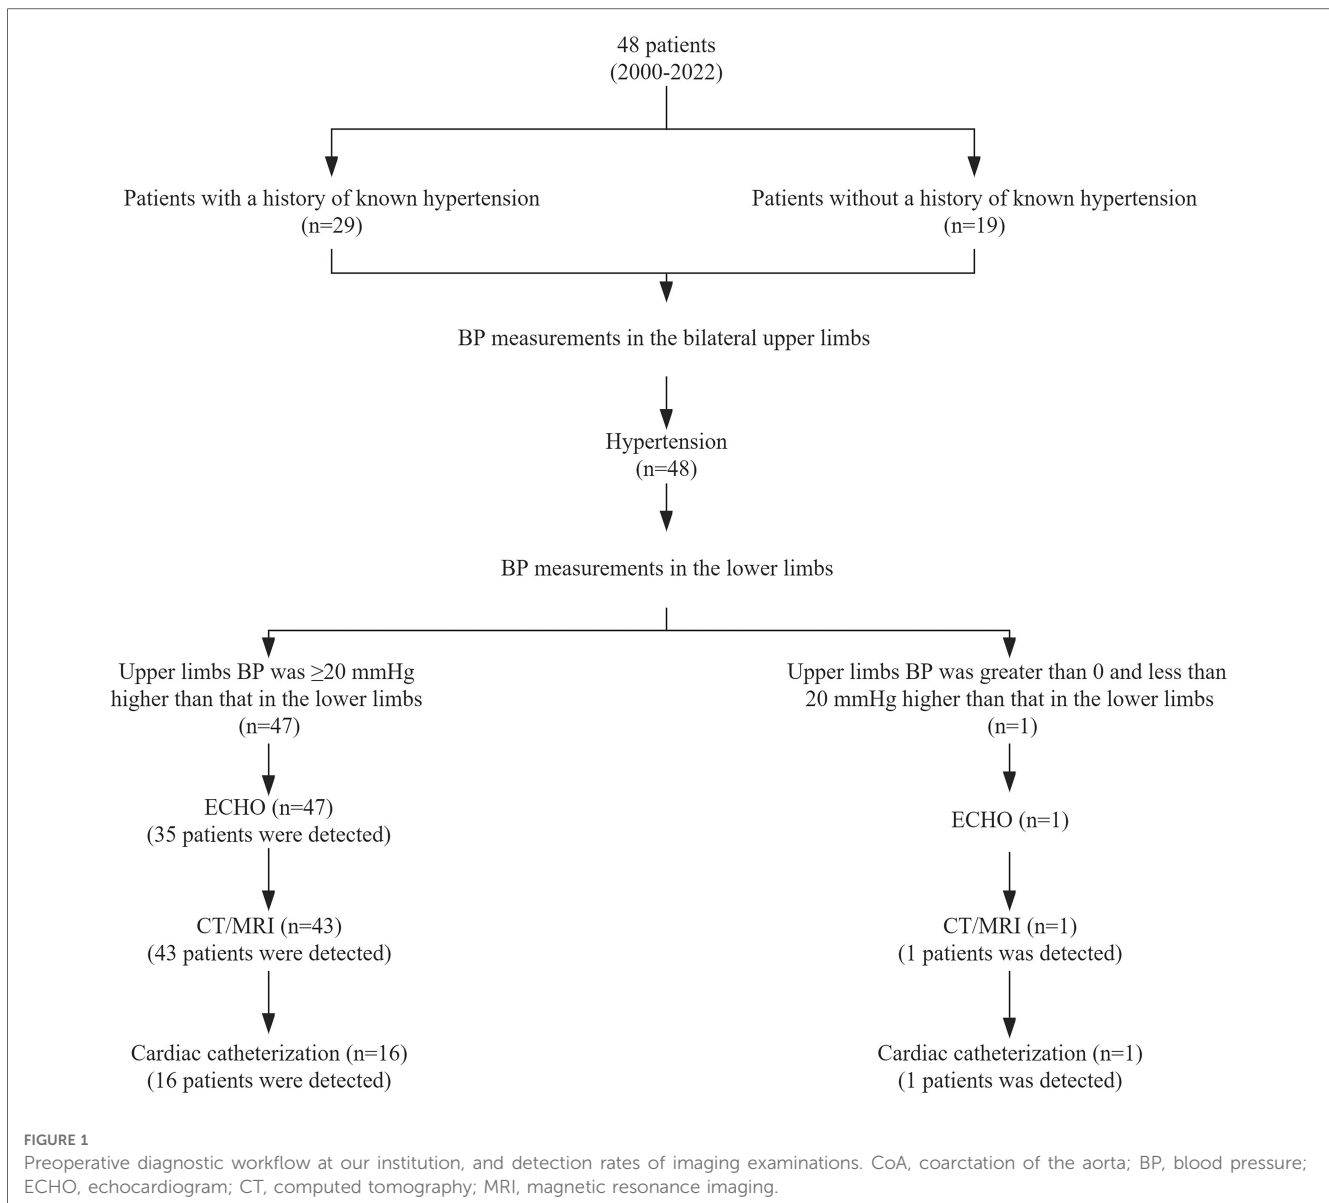 48 patients
(2000-2022)
Patients with a history of known hypertension
(n=29)
Patients without a history of known hypertension
(n=19)
BP measurements in the bilateral upper limbs
Hypertension
(n=48)
BP measurements in the lower limbs
Upper limbs BP was ≥20 mmHg
higher than that in the lower limbs
(n=47)
Upper limbs BP was greater than 0 and less than
20 mmHg higher than that in the lower limbs
(n=1)
ECHO (n=47)
(35 patients were detected)
ECHO (n=1)
CT/MRI (n=43)
(43 patients were detected)
CT/MRI (n=1)
(1 patients was detected)
Cardiac catheterization (n=16)
(16 patients were detected)
Cardiac catheterization (n=1)
(1 patients was detected)
FIGURE 1
Preoperative diagnostic workflow at our institution, and detection rates of imaging examinations. CoA, coarctation of the aorta; BP, blood pressure;
ECHO, echocardiogram; CT, computed tomography; MRI, magnetic resonance imaging.